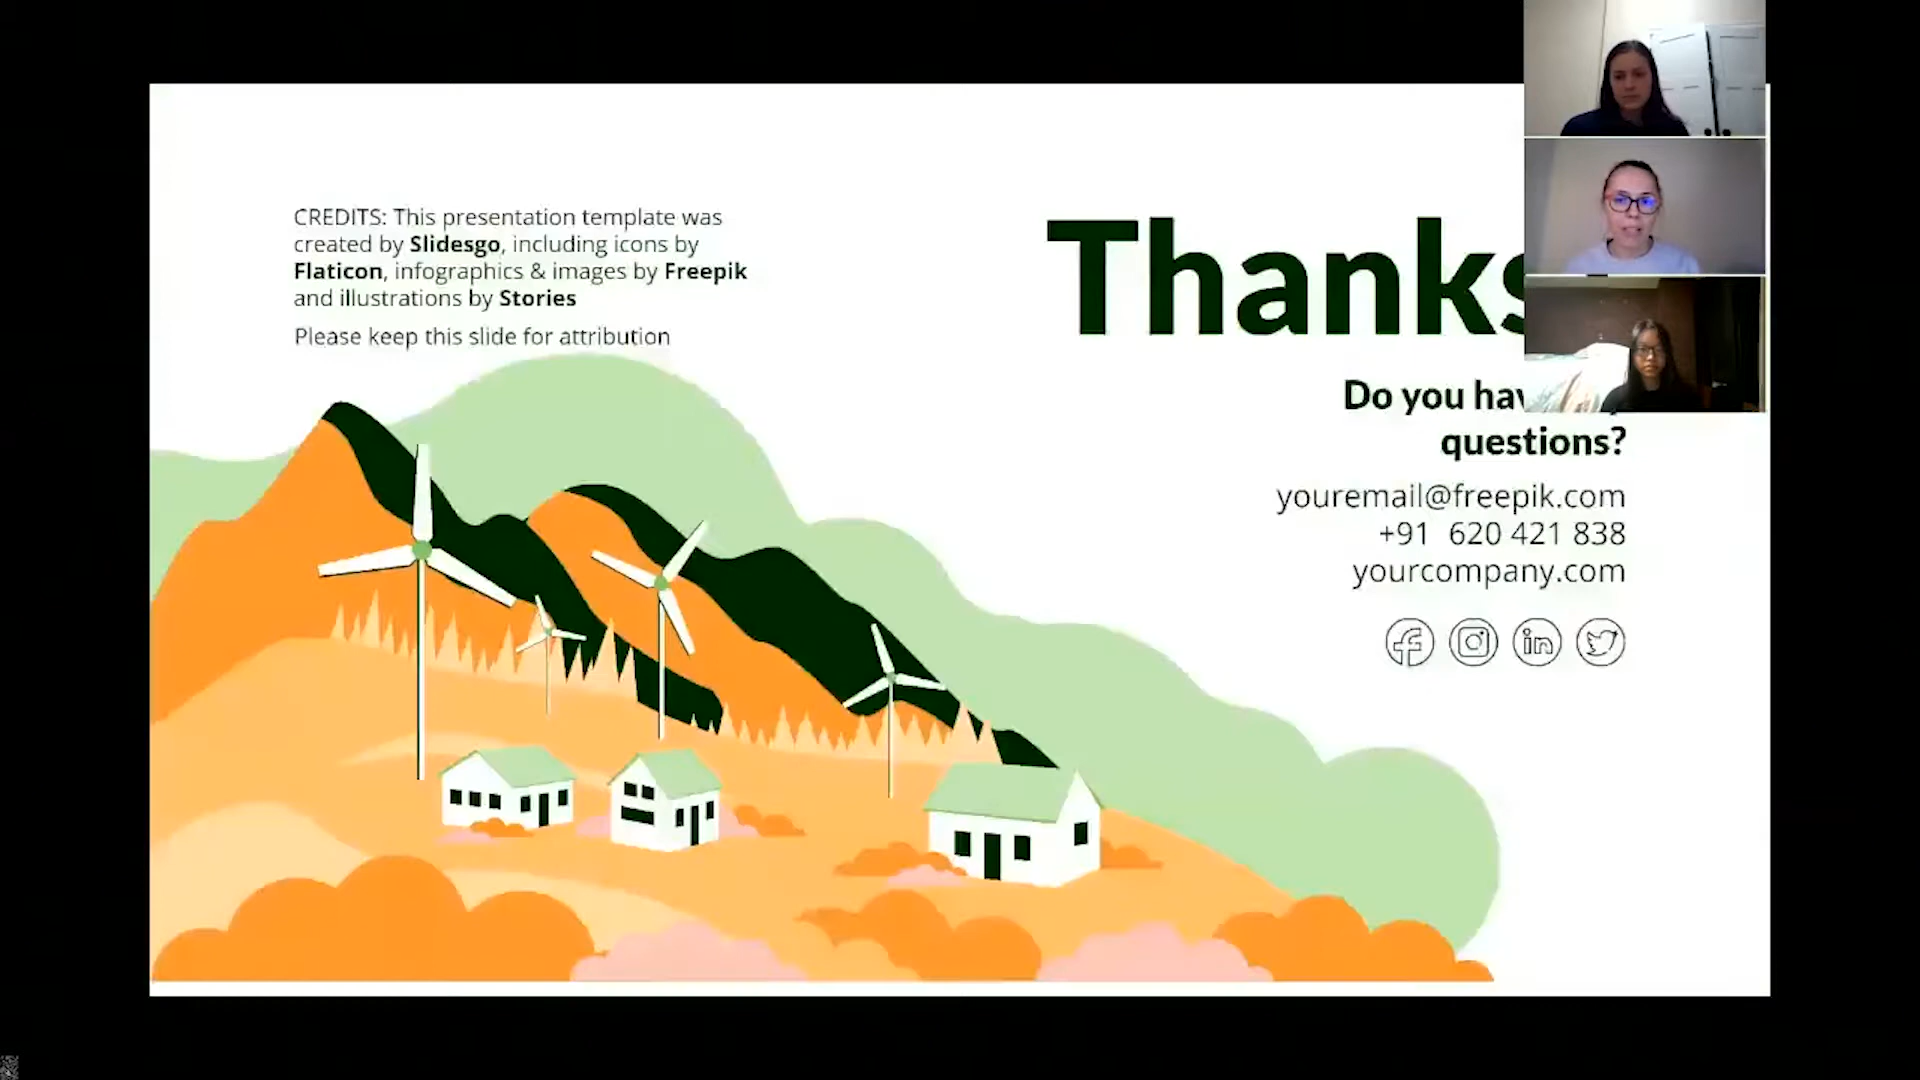 CREDITS: This presentation template was
created by Slidesgo, including icons by
Flaticon, infographics & images by Freepik
and illustrations by Stories
Please keep this slide for attribution
Thanks
Do you hav
questions?
youremail@freepik.com
+91 620 421 838
yourcompany.com